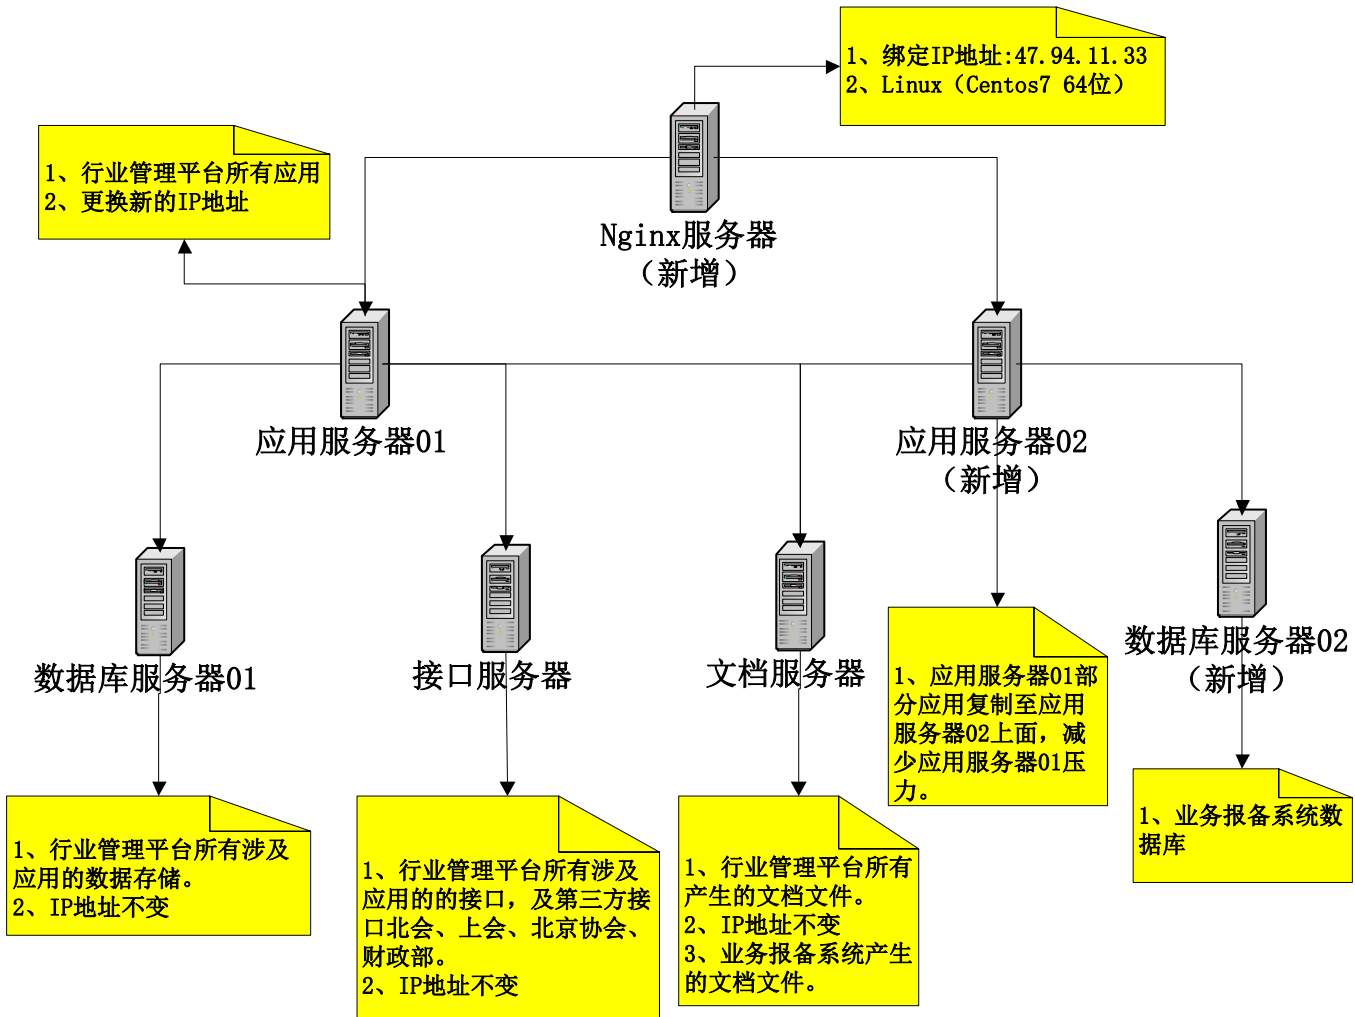 1、绑定IP地址:47.94.11.33
2、Linux（Centos7 64位）
1、行业管理平台所有应用
2、更换新的IP地址
Nginx服务器
（新增）
应用服务器01
应用服务器02
（新增）
数据库服务器01
接口服务器
文档服务器
数据库服务器02
（新增）
1、应用服务器01部
分应用复制至应用
服务器02上面，减
少应用服务器01压
力。
1、业务报备系统数
据库
1、行业管理平台所有涉及
应用的数据存储。
2、IP地址不变
1、行业管理平台所有涉及
应用的的接口，及第三方接
口北会、上会、北京协会、
财政部。
2、IP地址不变
1、行业管理平台所有
产生的文档文件。
2、IP地址不变
3、业务报备系统产生
的文档文件。